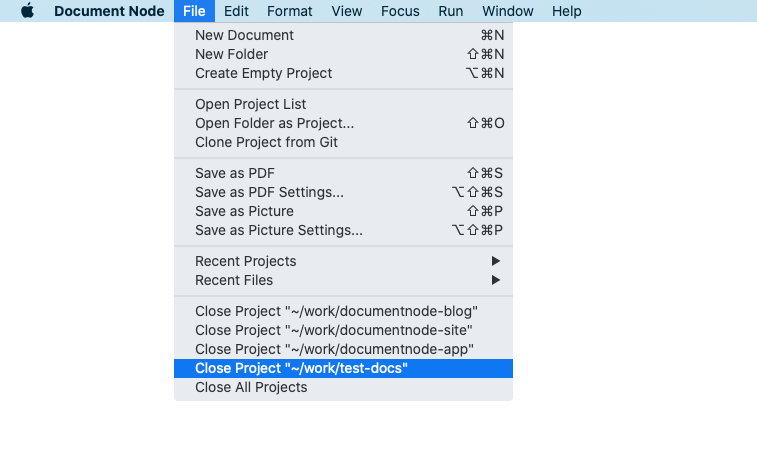 Document Node File Edit Format View Focus Run Window Help
New Document ⌘N
New Folder ⇧⌘N
Create Empty Project ⌥⌘N
Open Project List
Open Folder as Project... ⇧⌘O
Clone Project from Git
Save as PDF ⇧⌘S
Save as PDF Settings... ⌥⇧⌘S
Save as Picture ⇧⌘P
Save as Picture Settings... ⌥⇧⌘P
Recent Projects ▶
Recent Files ▶
Close Project "~/work/documentnode-blog"
Close Project "~/work/documentnode-site"
Close Project "~/work/documentnode-app"
Close Project "~/work/test-docs"
Close All Projects